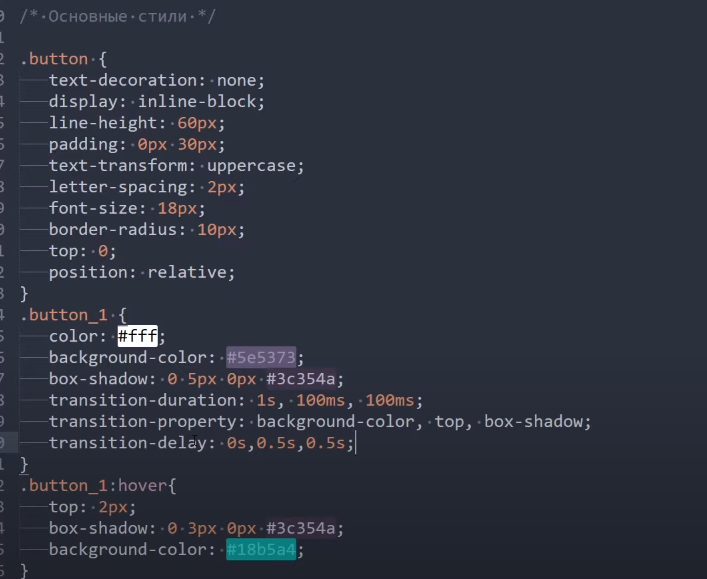 /* Основные стили */
.button {
text-decoration: none;
display: inline-block;
line-height: 60px;
padding: 0px 30px;
text-transform: uppercase;
letter-spacing: 2px;
font-size: 18px;
border-radius: 10px;
top: 0;
position: relative;
}
.button_1 {
color: #fff;
background-color: #5e5373;
box-shadow: 0 5px 0px #3c354a;
transition-duration: 1s, 100ms, 100ms;
transition-property: background-color, top, box-shadow;
transition-delay: 0s,0.5s,0.5s;
}
.button_1:hover{
top: 2px;
box-shadow: 0 3px 0px #3c354a;
background-color: #18b5a4;
}